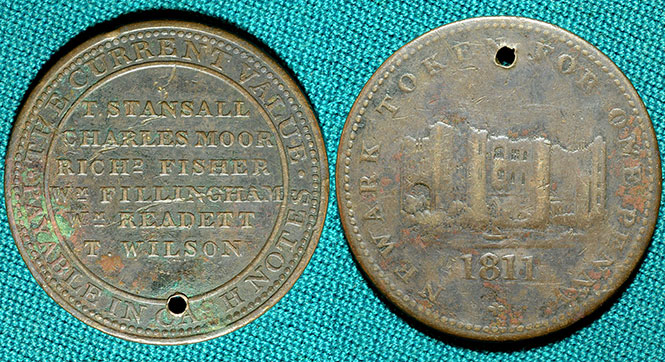 PAYABLE IN CASH NOTES · THE CURRENT VALUE ·
T STANSALL
CHARLES MOOR
RICHD FISHER
WM FILLINGHAM
WM READETT
T WILSON
NEWARK TOKEN FOR ONE PENNY
1811